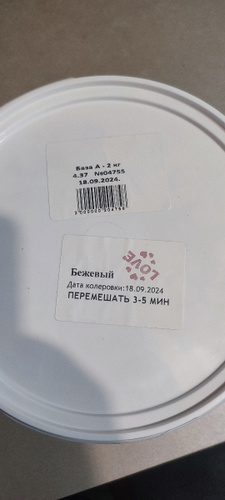 База А - 2 кг
4.37 №04755
18.09.2024.
LOVE
Бежевый
Дата колеровки:18.09.2024
ПЕРЕМЕШАТЬ 3-5 МИН